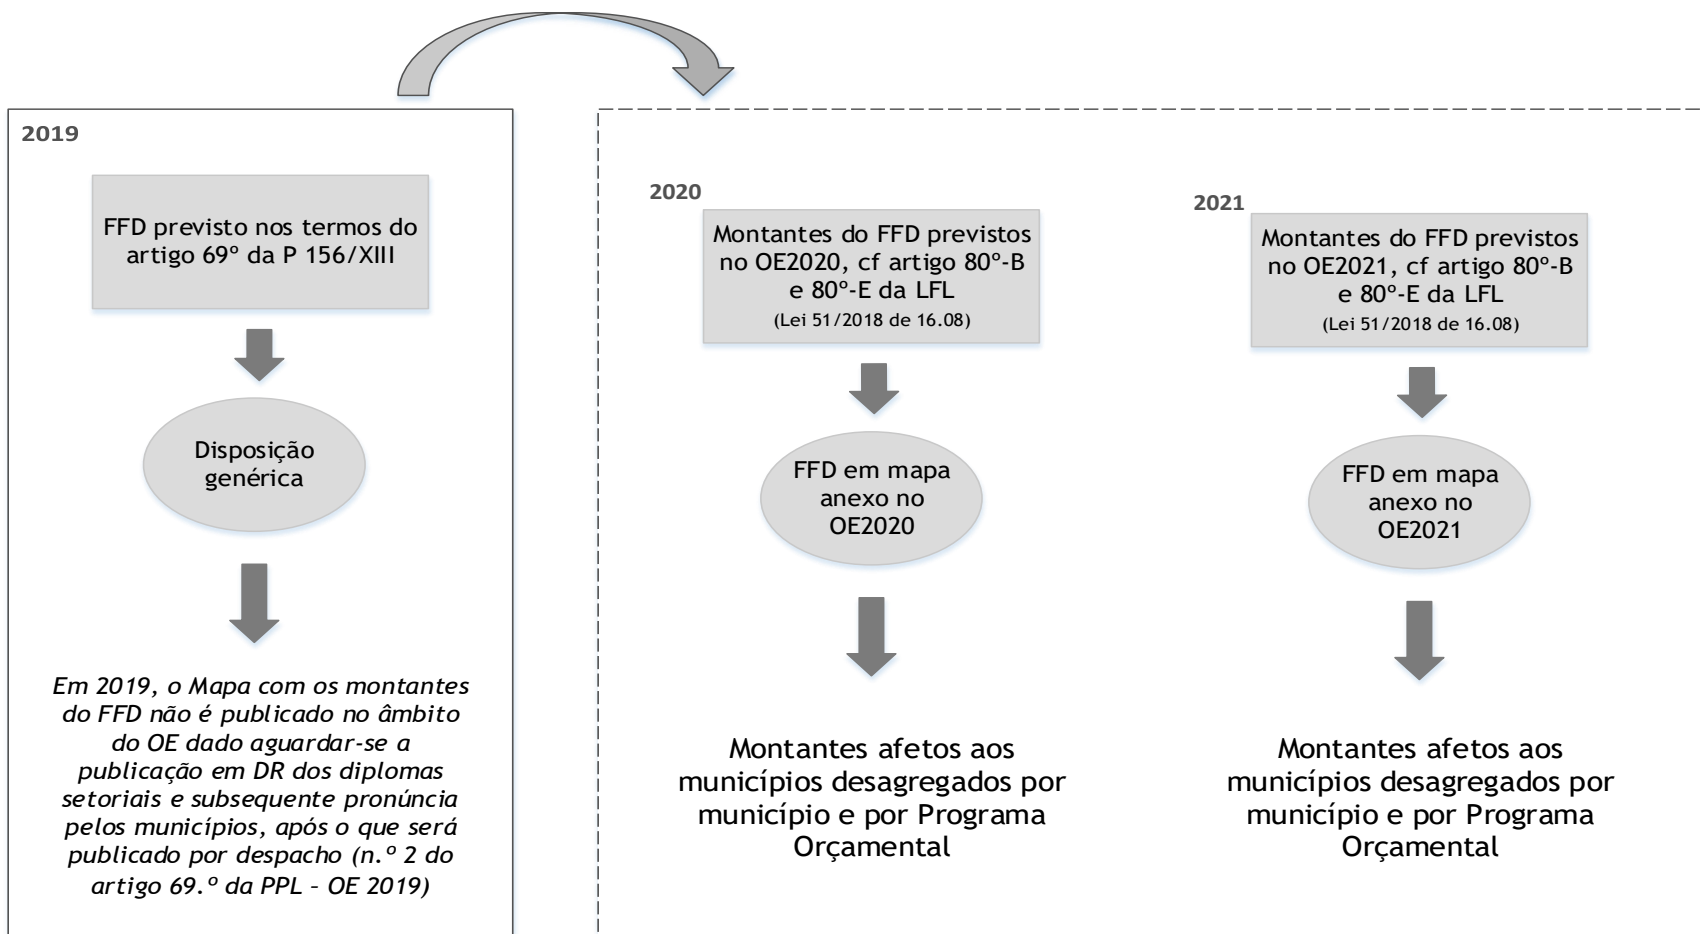 2019
FFD previsto nos termos do
artigo 69º da P 156/XIII
Disposição
genérica
Em 2019, o Mapa com os montantes
do FFD não é publicado no âmbito
do OE dado aguardar-se a
publicação em DR dos diplomas
setoriais e subsequente pronúncia
pelos municípios, após o que será
publicado por despacho (n.º 2 do
artigo 69.º da PPL – OE 2019)
2020
Montantes do FFD previstos
no OE2020, cf artigo 80º-B
e 80º-E da LFL
(Lei 51/2018 de 16.08)
FFD em mapa
anexo no
OE2020
Montantes afetos aos
municípios desagregados por
município e por Programa
Orçamental
2021
Montantes do FFD previstos
no OE2021, cf artigo 80º-B
e 80º-E da LFL
(Lei 51/2018 de 16.08)
FFD em mapa
anexo no
OE2021
Montantes afetos aos
municípios desagregados por
município e por Programa
Orçamental